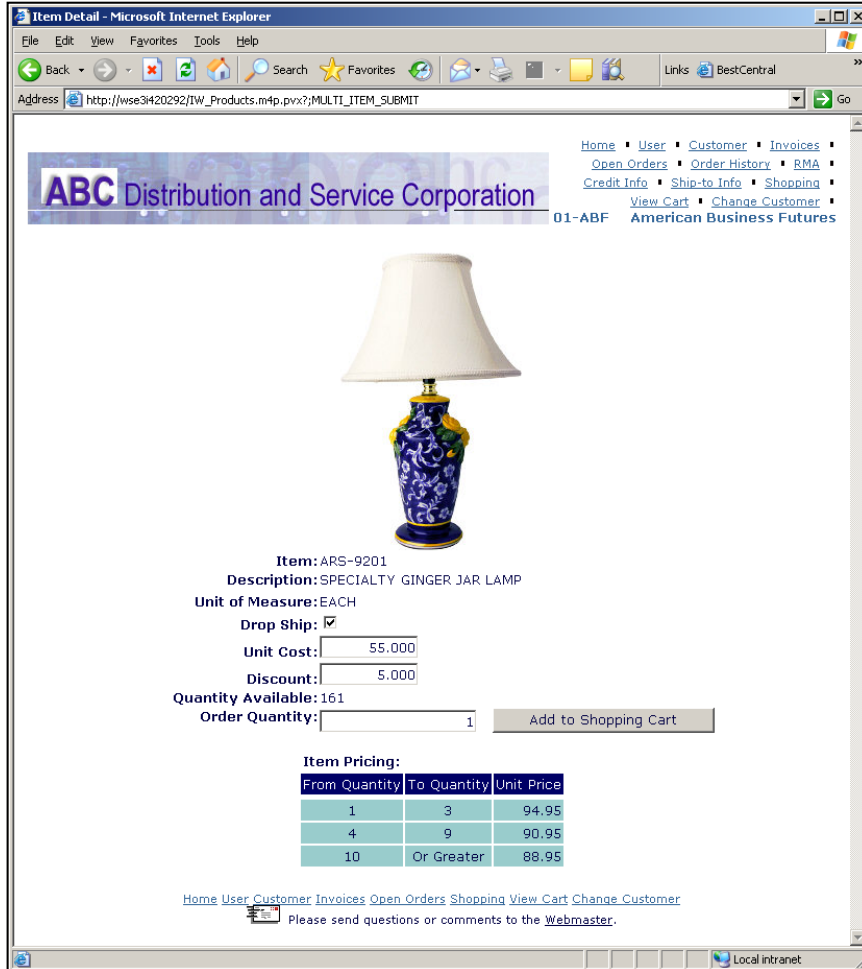 Item Detail - Microsoft Internet Explorer
File Edit View Favorites Tools Help
Back Search Favorites Links BestCentral »
Address http://wse3i420292/IW_Products.m4p.pvx?;MULTI_ITEM_SUBMIT Go
ABC Distribution and Service Corporation
Home User Customer Invoices
Open Orders Order History RMA
Credit Info Ship-to Info Shopping
View Cart Change Customer
01-ABF American Business Futures
Item: ARS-9201
Description: SPECIALTY GINGER JAR LAMP
Unit of Measure: EACH
Drop Ship:
Unit Cost: 55.000
Discount: 5.000
Quantity Available: 161
Order Quantity: 1 Add to Shopping Cart
Item Pricing:
From Quantity To Quantity Unit Price
1 3 94.95
4 9 90.95
10 Or Greater 88.95
Home User Customer Invoices Open Orders Shopping View Cart Change Customer
Please send questions or comments to the Webmaster.
Local intranet